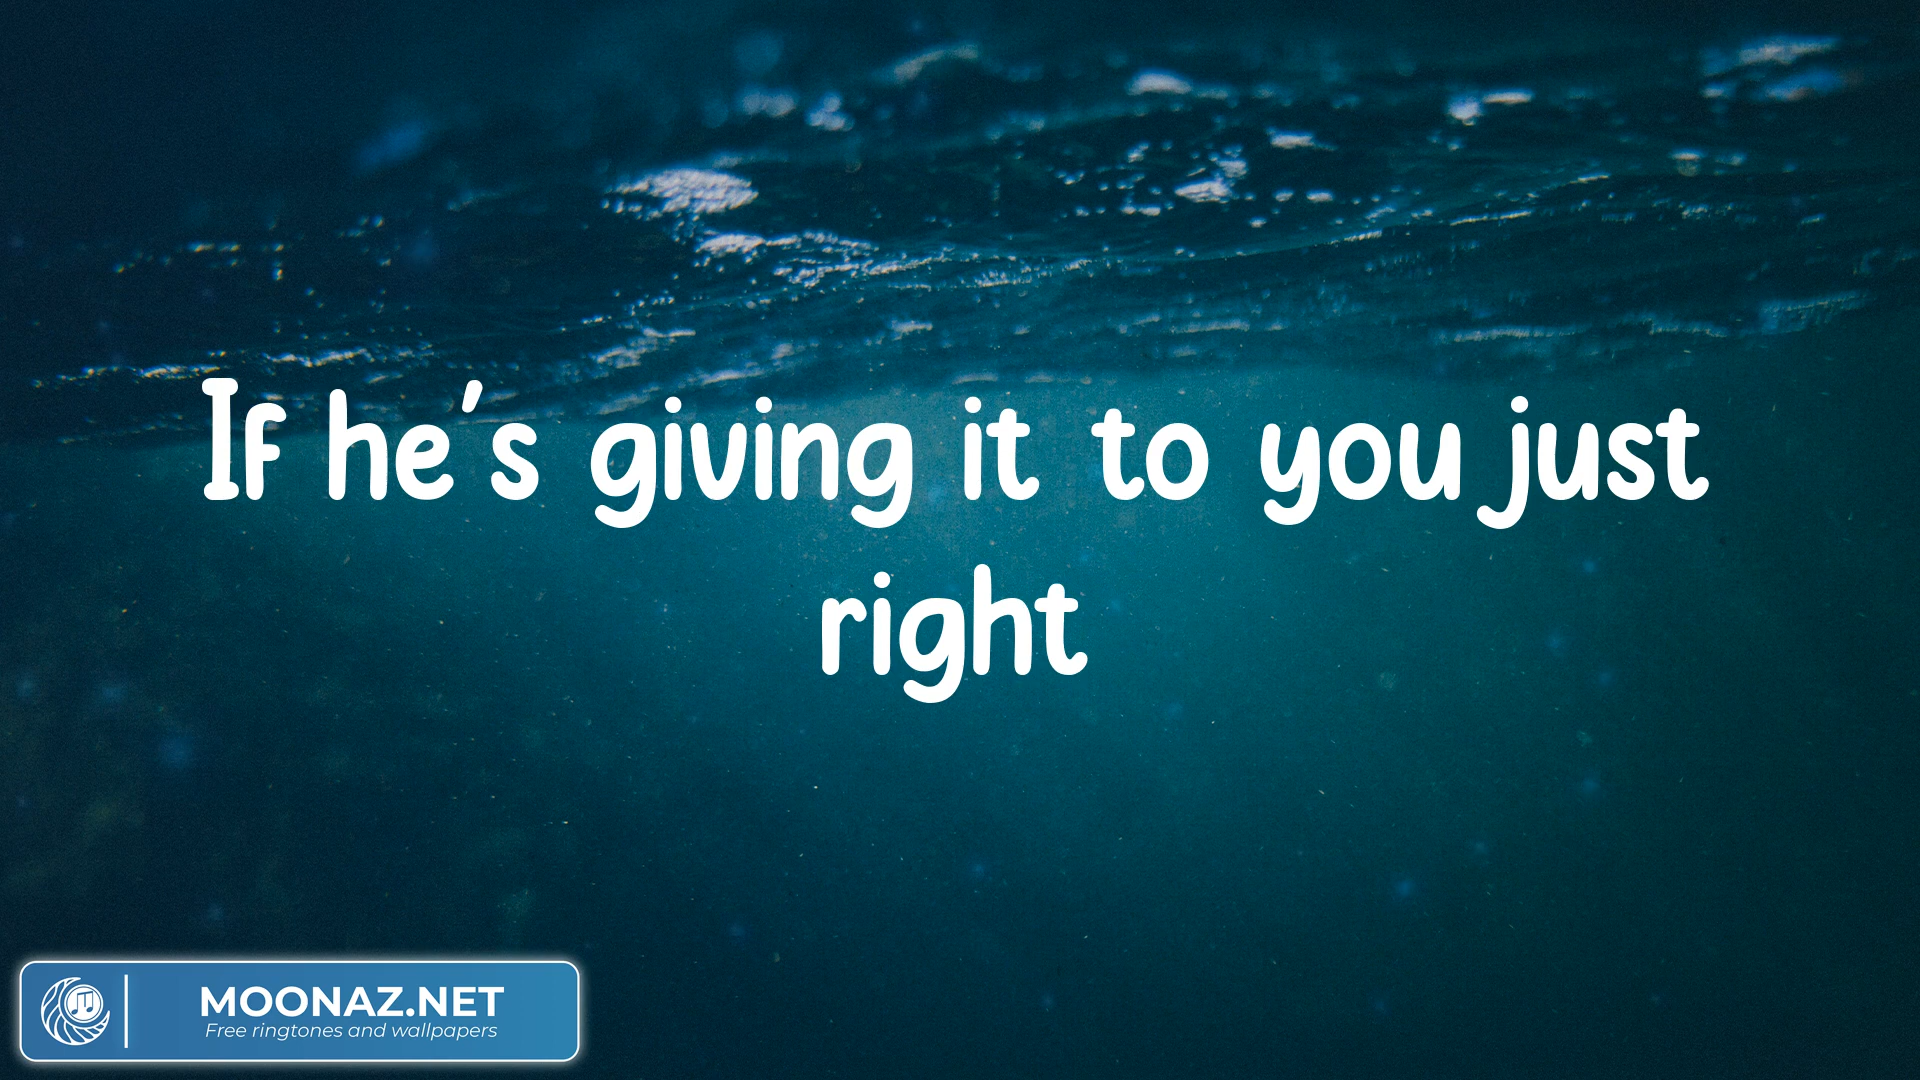 If he's giving it to you just
right
MOONAZ.NET
Free ringtones and wallpapers